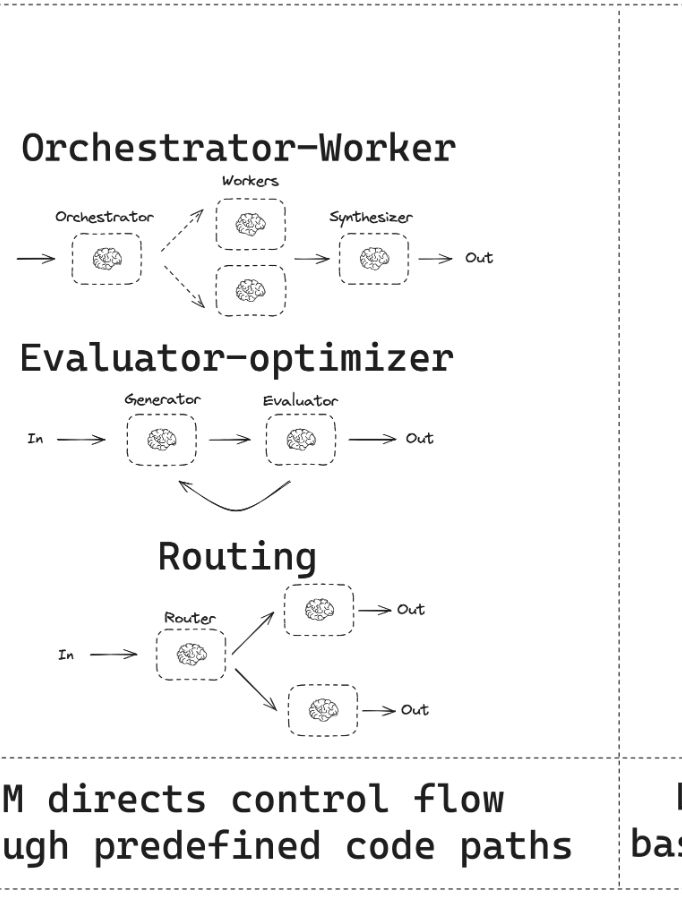 Orchestrator-Worker
Workers
Orchestrator
Synthesizer
Out
Evaluator-optimizer
Generator
Evaluator
In
Out
Routing
Router
Out
In
Out
M directs control flow
ugh predefined code paths
bas